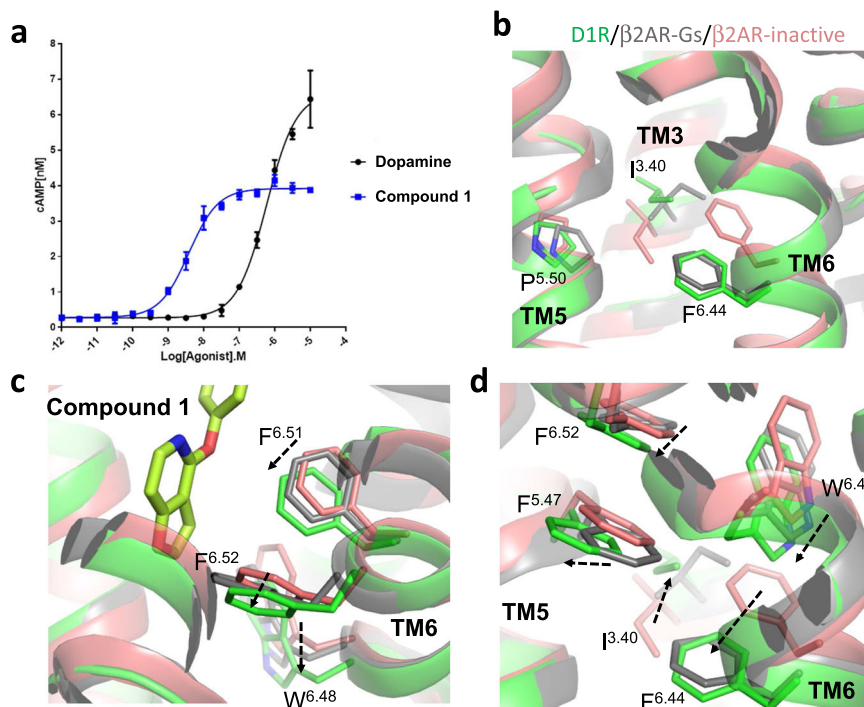 a
8
7
6
5
4
3
2
1
0
cAMP[nM]
-12 -11 -10 -9 -8 -7 -6 -5 -4
Log[Agonist].M
Dopamine
Compound 1
b
D1R/β2AR-Gs/β2AR-inactive
TM3
I3.40
P5.50
TM6
F6.44
TM5
c
Compound 1
F6.51
F6.52
TM6
W6.48
d
F6.52
W6.4
F5.47
TM5
I3.40
F6.44
TM6